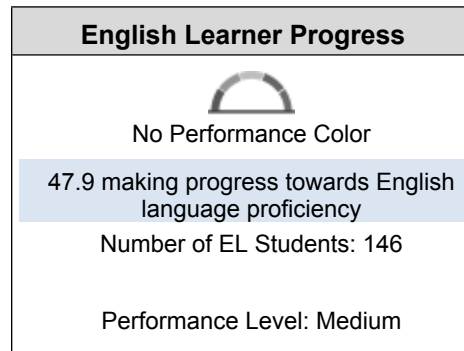 English Learner Progress
No Performance Color
47.9 making progress towards English
language proficiency
Number of EL Students: 146
Performance Level: Medium